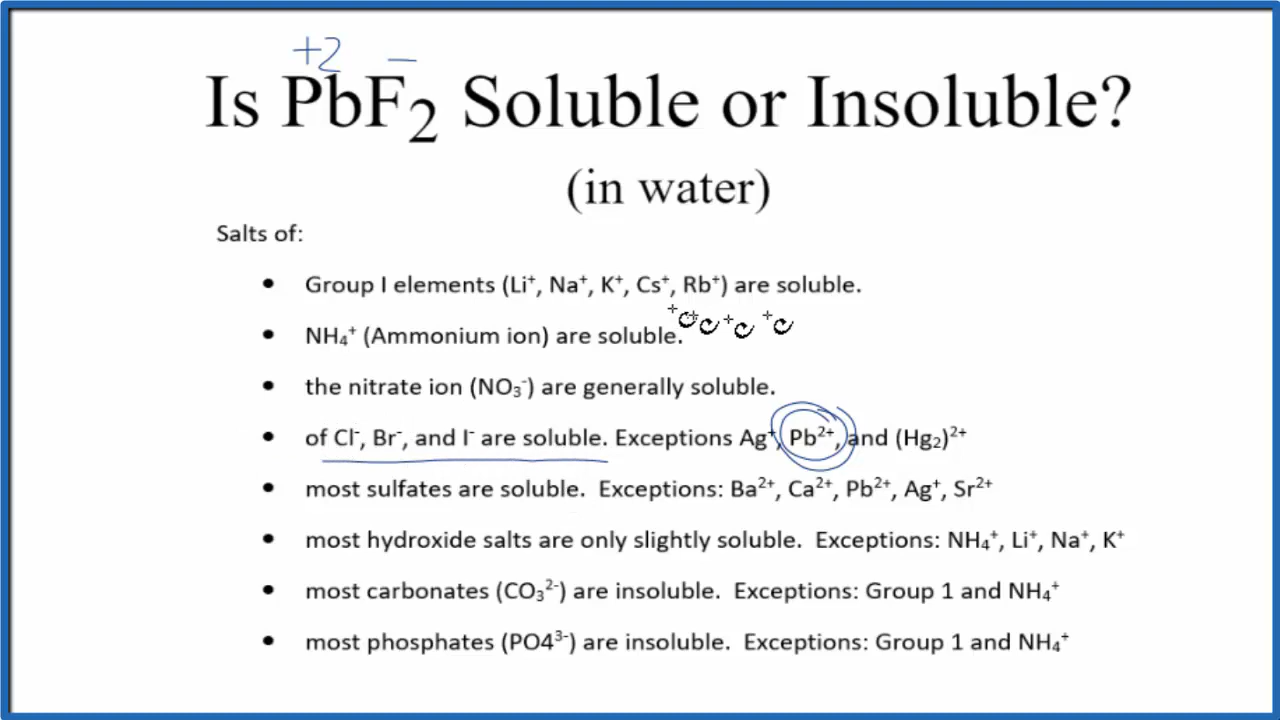 +2 –
Is PbF₂ Soluble or Insoluble?
(in water)
Salts of:
• Group I elements (Li⁺, Na⁺, K⁺, Cs⁺, Rb⁺) are soluble.
• NH₄⁺ (Ammonium ion) are soluble.
• the nitrate ion (NO₃⁻) are generally soluble.
• of Cl⁻, Br⁻, and I⁻ are soluble. Exceptions Ag⁺, Pb²⁺, and (Hg₂)²⁺
• most sulfates are soluble. Exceptions: Ba²⁺, Ca²⁺, Pb²⁺, Ag⁺, Sr²⁺
• most hydroxide salts are only slightly soluble. Exceptions: NH₄⁺, Li⁺, Na⁺, K⁺
• most carbonates (CO₃²⁻) are insoluble. Exceptions: Group 1 and NH₄⁺
• most phosphates (PO4³⁻) are insoluble. Exceptions: Group 1 and NH₄⁺